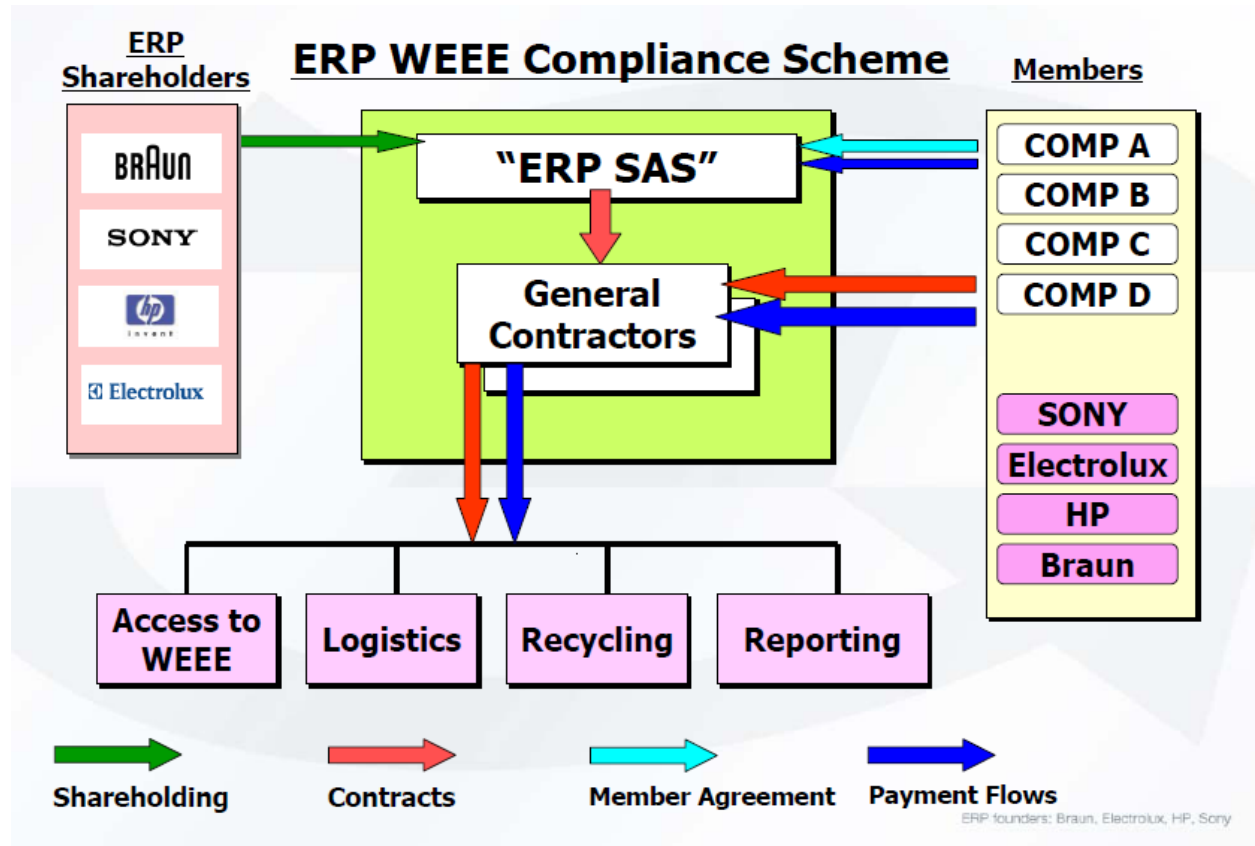 ERP
Shareholders
ERP WEEE Compliance Scheme
Members
BRAUN
SONY
hp
invent
Electrolux
"ERP SAS"
General
Contractors
COMP A
COMP B
COMP C
COMP D
SONY
Electrolux
HP
Braun
Access to
WEEE
Logistics
Recycling
Reporting
Shareholding
Contracts
Member Agreement
Payment Flows
ERP founders: Braun, Electrolux, HP, Sony